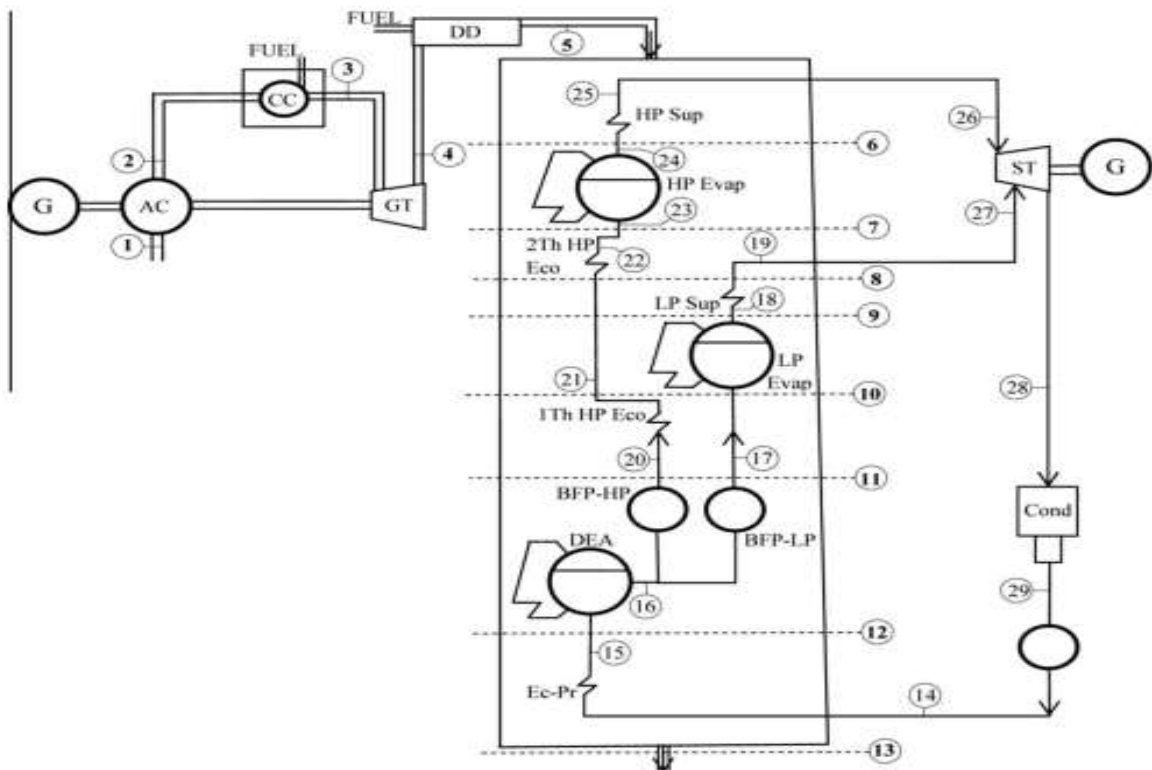 FUEL
DD
5
FUEL
3
CC
25
HP Sup
26
2
4
6
24
ST
G
HP Evap
G
AC
GT
23
27
7
1
2Th HP
Eco
22
19
8
LP Sup
18
9
LP
Evap
21
10
28
1Th HP Eco
20
17
11
BFP-HP
Cond
DEA
BFP-LP
29
16
12
15
Ec-Pr
14
13